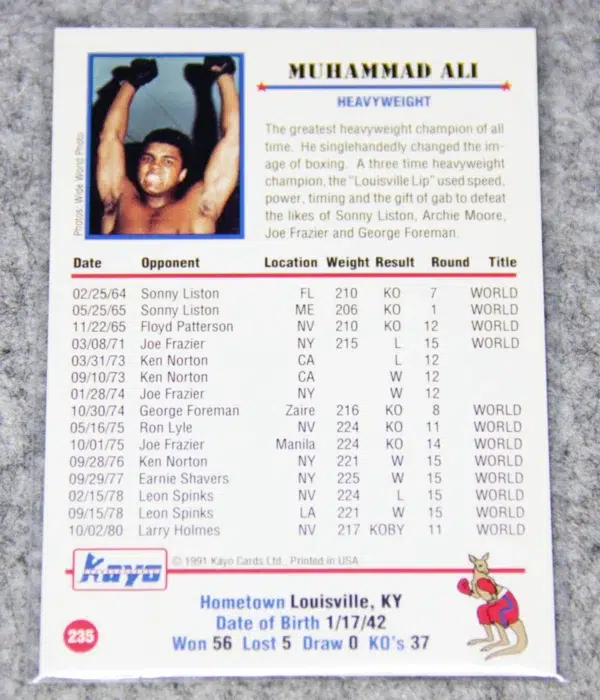 MUHAMMAD ALI
HEAVYWEIGHT
The greatest heavyweight champion of all
time. He singlehandedly changed the im-
age of boxing. A three time heavyweight
champion, the "Louisville Lip" used speed,
power, timing and the gift of gab to defeat
the likes of Sonny Liston, Archie Moore,
Joe Frazier and George Foreman.
Photos: Wide World Photo
Date Opponent Location Weight Result Round Title
02/25/64 Sonny Liston FL 210 KO 7 WORLD
05/25/65 Sonny Liston ME 206 KO 1 WORLD
11/22/65 Floyd Patterson NV 210 KO 12 WORLD
03/08/71 Joe Frazier NY 215 L 15 WORLD
03/31/73 Ken Norton CA L 12
09/10/73 Ken Norton CA W 12
01/28/74 Joe Frazier NY W 12
10/30/74 George Foreman Zaire 216 KO 8 WORLD
05/16/75 Ron Lyle NV 224 KO 11 WORLD
10/01/75 Joe Frazier Manila 224 KO 14 WORLD
09/28/76 Ken Norton NY 221 W 15 WORLD
09/29/77 Earnie Shavers NY 225 W 15 WORLD
02/15/78 Leon Spinks NV 224 L 15 WORLD
09/15/78 Leon Spinks LA 221 W 15 WORLD
10/02/80 Larry Holmes NV 217 KOBY 11 WORLD
Kayo
© 1991 Kayo Cards Ltd., Printed in USA
Hometown Louisville, KY
Date of Birth 1/17/42
Won 56 Lost 5 Draw 0 KO's 37
235